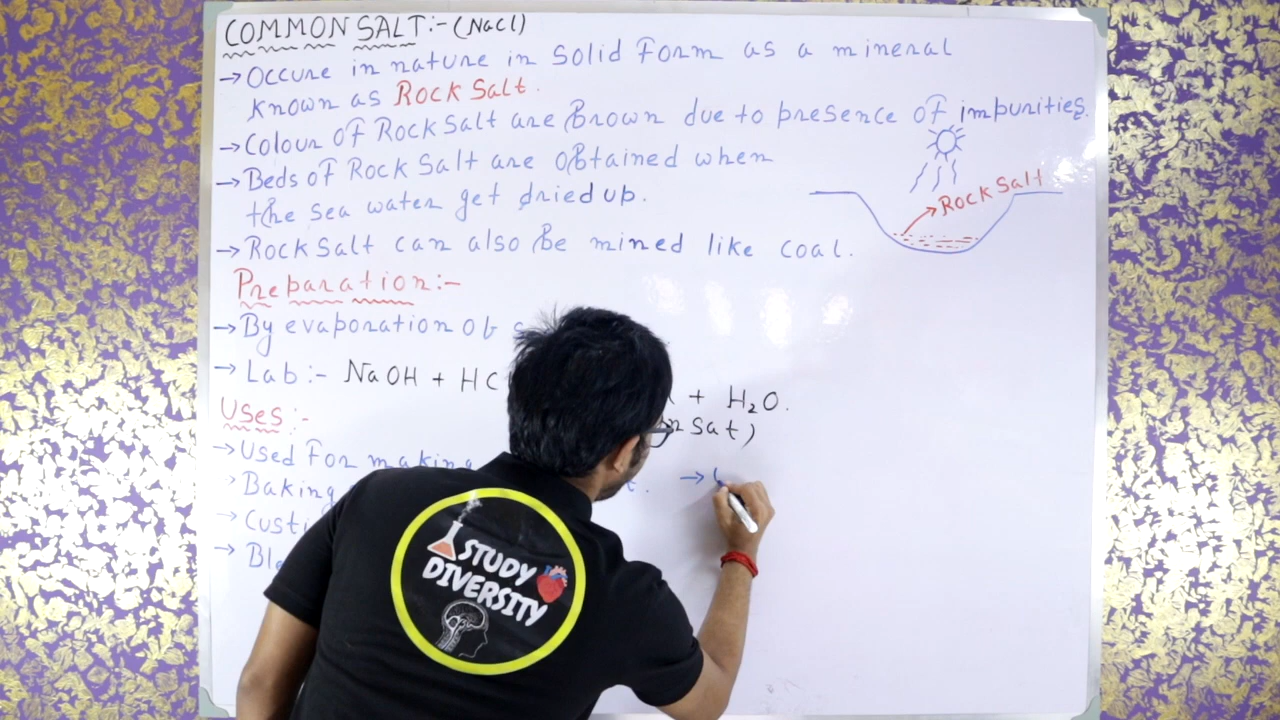 COMMON SALT:-(NaCl)
→ Occure in nature in solid form as a mineral
known as Rock Salt.
→ Colour of Rock Salt are Brown due to presence of impurities.
→ Beds of Rock Salt are obtained when
the sea water get dried up.
Rock Salt
→ Rock Salt can also be mined like coal.
Preparation:-
→ By evaporation of
→ Lab:- NaOH + HC
+ H₂O.
Sat)
Uses:-
→ Used for making
→ Baking
→
STUDY
DIVERSITY